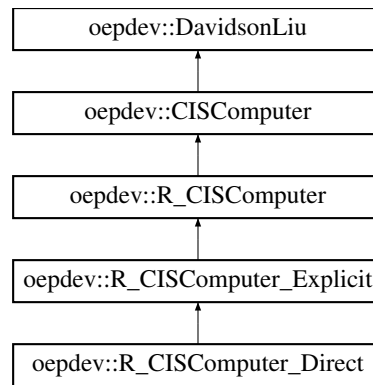 oepdev::DavidsonLiu
oepdev::CISComputer
oepdev::R_CISComputer
oepdev::R_CISComputer_Explicit
oepdev::R_CISComputer_Direct